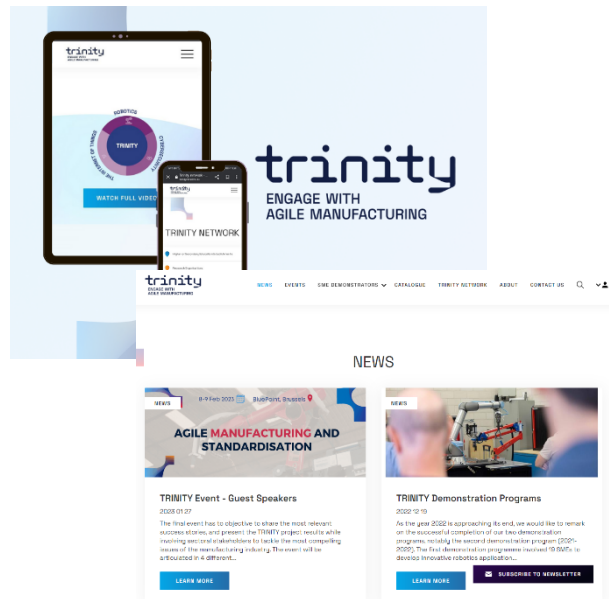 trinity
ENGAGE WITH
AGILE MANUFACTURING
ROBOTICS
THE INTERNET OF THINGS
CYBERSECURITY
TRINITY
WATCH FULL VIDEO
trinity
TRINITY NETWORK
trinity
ENGAGE WITH
AGILE MANUFACTURING
trinity
ENGAGE WITH
AGILE MANUFACTURING
NEWS EVENTS SME DEMONSTRATORS CATALOGUE TRINITY NETWORK ABOUT CONTACT US
NEWS
NEWS
8-9 Feb 2023 BluePoint, Brussels
AGILE MANUFACTURING AND
STANDARDISATION
TRINITY Event - Guest Speakers
2023 01 27
The final event has to objective to share the most relevant
success stories, and present the TRINITY project results while
involving sectoral stakeholders to tackle the most compelling
issues of the manufacturing industry. The event will be
articulated in 4 different...
LEARN MORE
NEWS
TRINITY Demonstration Programs
2022 12 19
As the year 2022 is approaching its end, we would like to remark
on the successful completion of our two demonstration
programs, notably the second demonstration program (2021-
2022). The first demonstration programme involved 19 SMEs to
develop innovative robotics application...
LEARN MORE
SUBSCRIBE TO NEWSLETTER